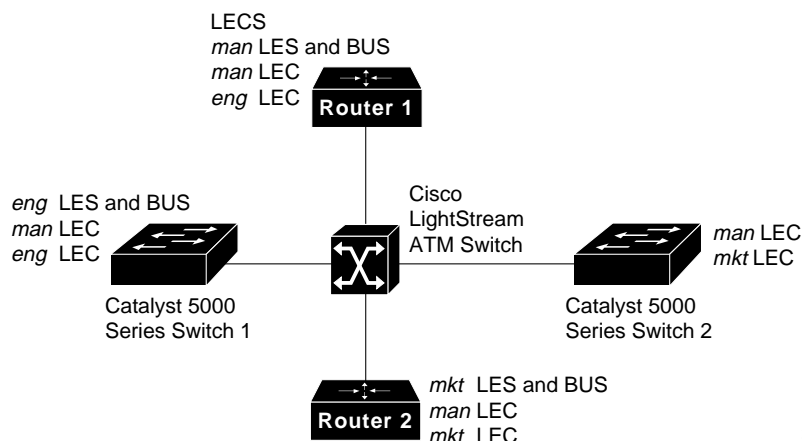 LECS
man LES and BUS
man LEC
eng LEC
Router 1
eng LES and BUS
man LEC
eng LEC
Catalyst 5000
Series Switch 1
Cisco
LightStream
ATM Switch
man LEC
mkt LEC
Catalyst 5000
Series Switch 2
mkt LES and BUS
man LEC
mkt LEC
Router 2